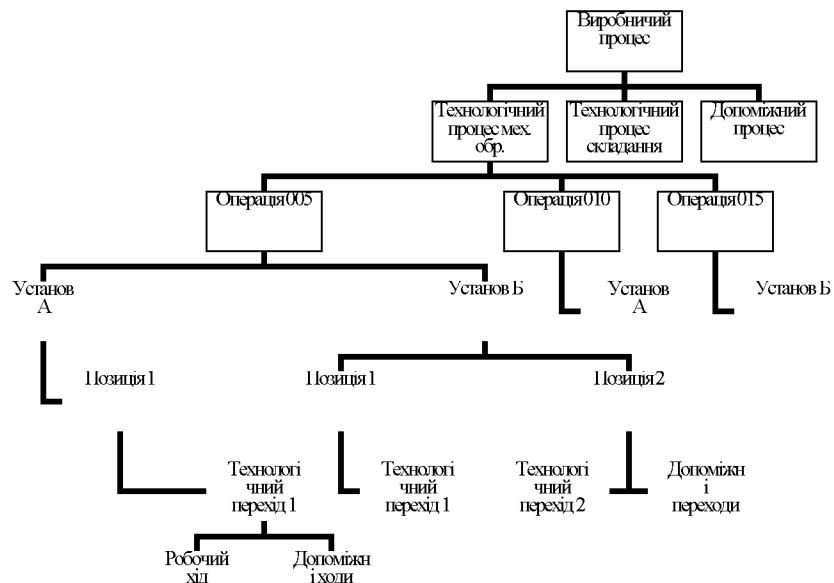 Виробничий
процес
Технологічний
процес мех.
обр.
Технологічний
процес
складання
Допоміжний
процес
Операція 005
Операція 010
Операція 015
Установ
А
Установ Б
Установ
А
Установ Б
Позиція 1
Позиція 1
Позиція 2
Технологі
чний
перехід 1
Технологі
чний
перехід 1
Технологі
чний
перехід 2
Допоміжн
і
переходи
Робочий
хід
Допоміжн
і ходи